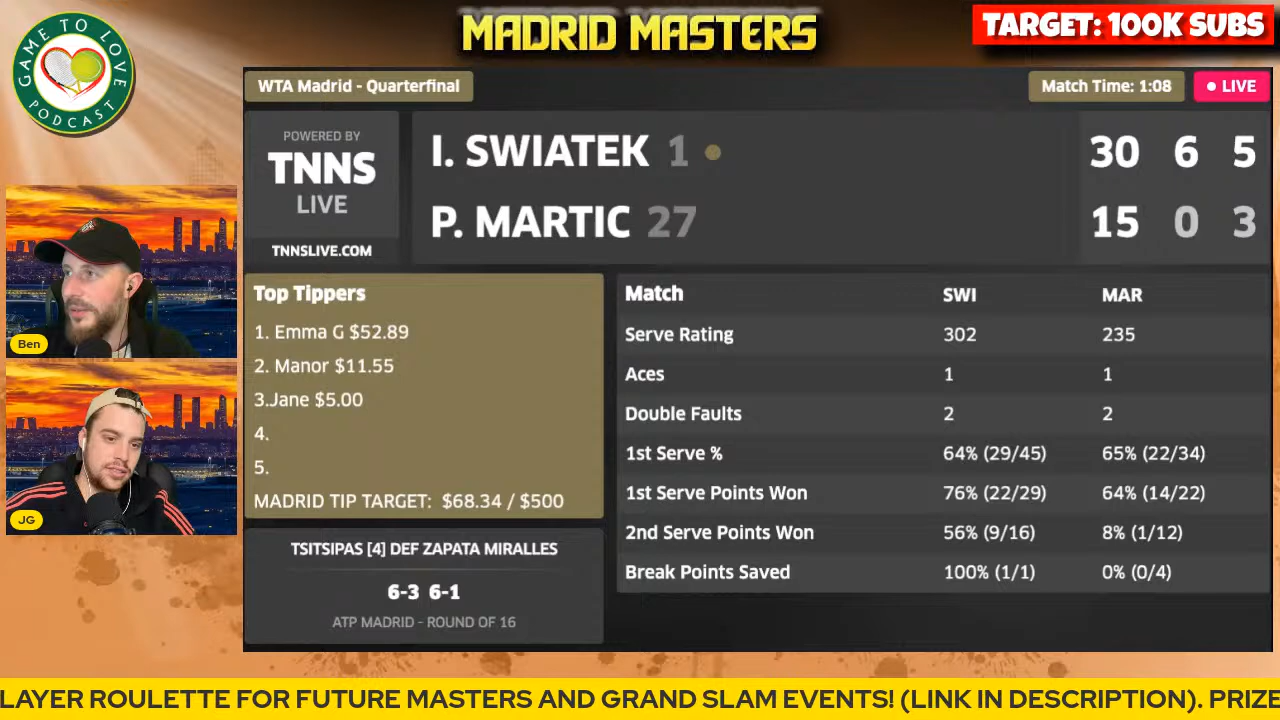 GAME TO LOVE
PODCAST
MADRID MASTERS
TARGET: 100K SUBS
WTA Madrid - Quarterfinal
Match Time: 1:08
LIVE
POWERED BY
TNNS
LIVE
TNNSLIVE.COM
I. SWIATEK 1 30 6 5
P. MARTIC 27 15 0 3
Ben
JG
Top Tippers
1. Emma G $52.89
2. Manor $11.55
3.Jane $5.00
4.
5.
MADRID TIP TARGET: $68.34 / $500
TSITSIPAS [4] DEF ZAPATA MIRALLES
6-3 6-1
ATP MADRID - ROUND OF 16
Match SWI MAR
Serve Rating 302 235
Aces 1 1
Double Faults 2 2
1st Serve % 64% (29/45) 65% (22/34)
1st Serve Points Won 76% (22/29) 64% (14/22)
2nd Serve Points Won 56% (9/16) 8% (1/12)
Break Points Saved 100% (1/1) 0% (0/4)
LAYER ROULETTE FOR FUTURE MASTERS AND GRAND SLAM EVENTS! (LINK IN DESCRIPTION). PRIZE